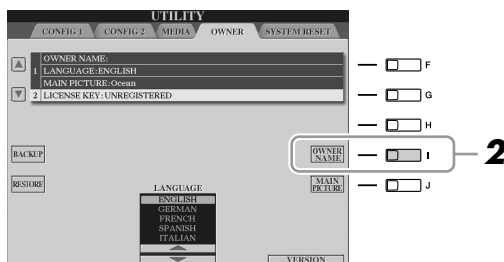 UTILITY
CONFIG 1 CONFIG 2 MEDIA OWNER SYSTEM RESET
OWNER NAME:
1 LANGUAGE:ENGLISH
MAIN PICTURE:Ocean
2 LICENSE KEY:UNREGISTERED
F
G
H
BACKUP
OWNER NAME
I
2
RESTORE
LANGUAGE
MAIN PICTURE
J
ENGLISH
GERMAN
FRENCH
SPANISH
ITALIAN
VERSION